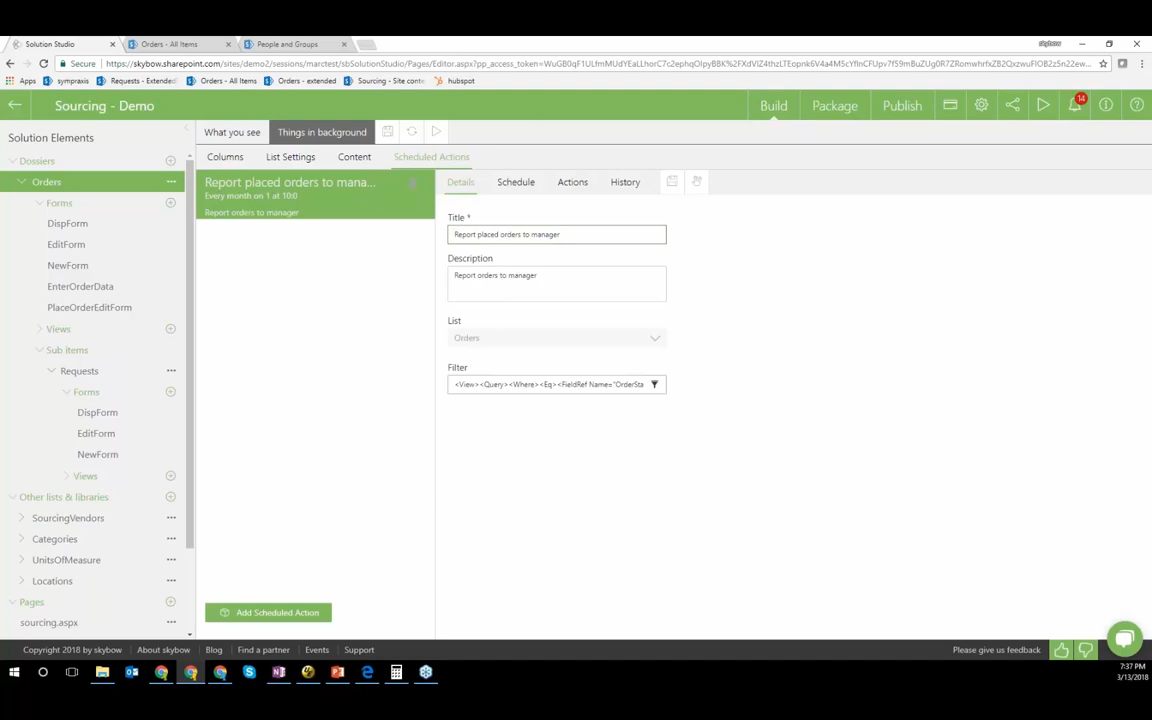 Solution Studio
Orders - All Items
People and Groups
skybow
Secure
Apps
sympraxis
Requests - Extended
Orders - All Items
Orders - extended
Sourcing - Site cont
hubspot
Sourcing - Demo
Build
Package
Publish
14
Solution Elements
What you see
Things in background
Dossiers
Columns
List Settings
Content
Scheduled Actions
Orders
Report placed orders to mana...
Every month on 1 at 10:0
Report orders to manager
Details
Schedule
Actions
History
Forms
DispForm
EditForm
NewForm
EnterOrderData
PlaceOrderEditForm
Views
Sub items
Requests
Forms
DispForm
EditForm
NewForm
Views
Other lists & libraries
SourcingVendors
Categories
UnitsOfMeasure
Locations
Pages
sourcing.aspx
Title *
Report placed orders to manager
Description
Report orders to manager
List
Orders
Filter
<View><Query><Where><Eq><FieldRef Name="OrderSta
Add Scheduled Action
Copyright 2018 by skybow
About skybow
Blog
Find a partner
Events
Support
Please give us feedback
7:37 PM
3/13/2018